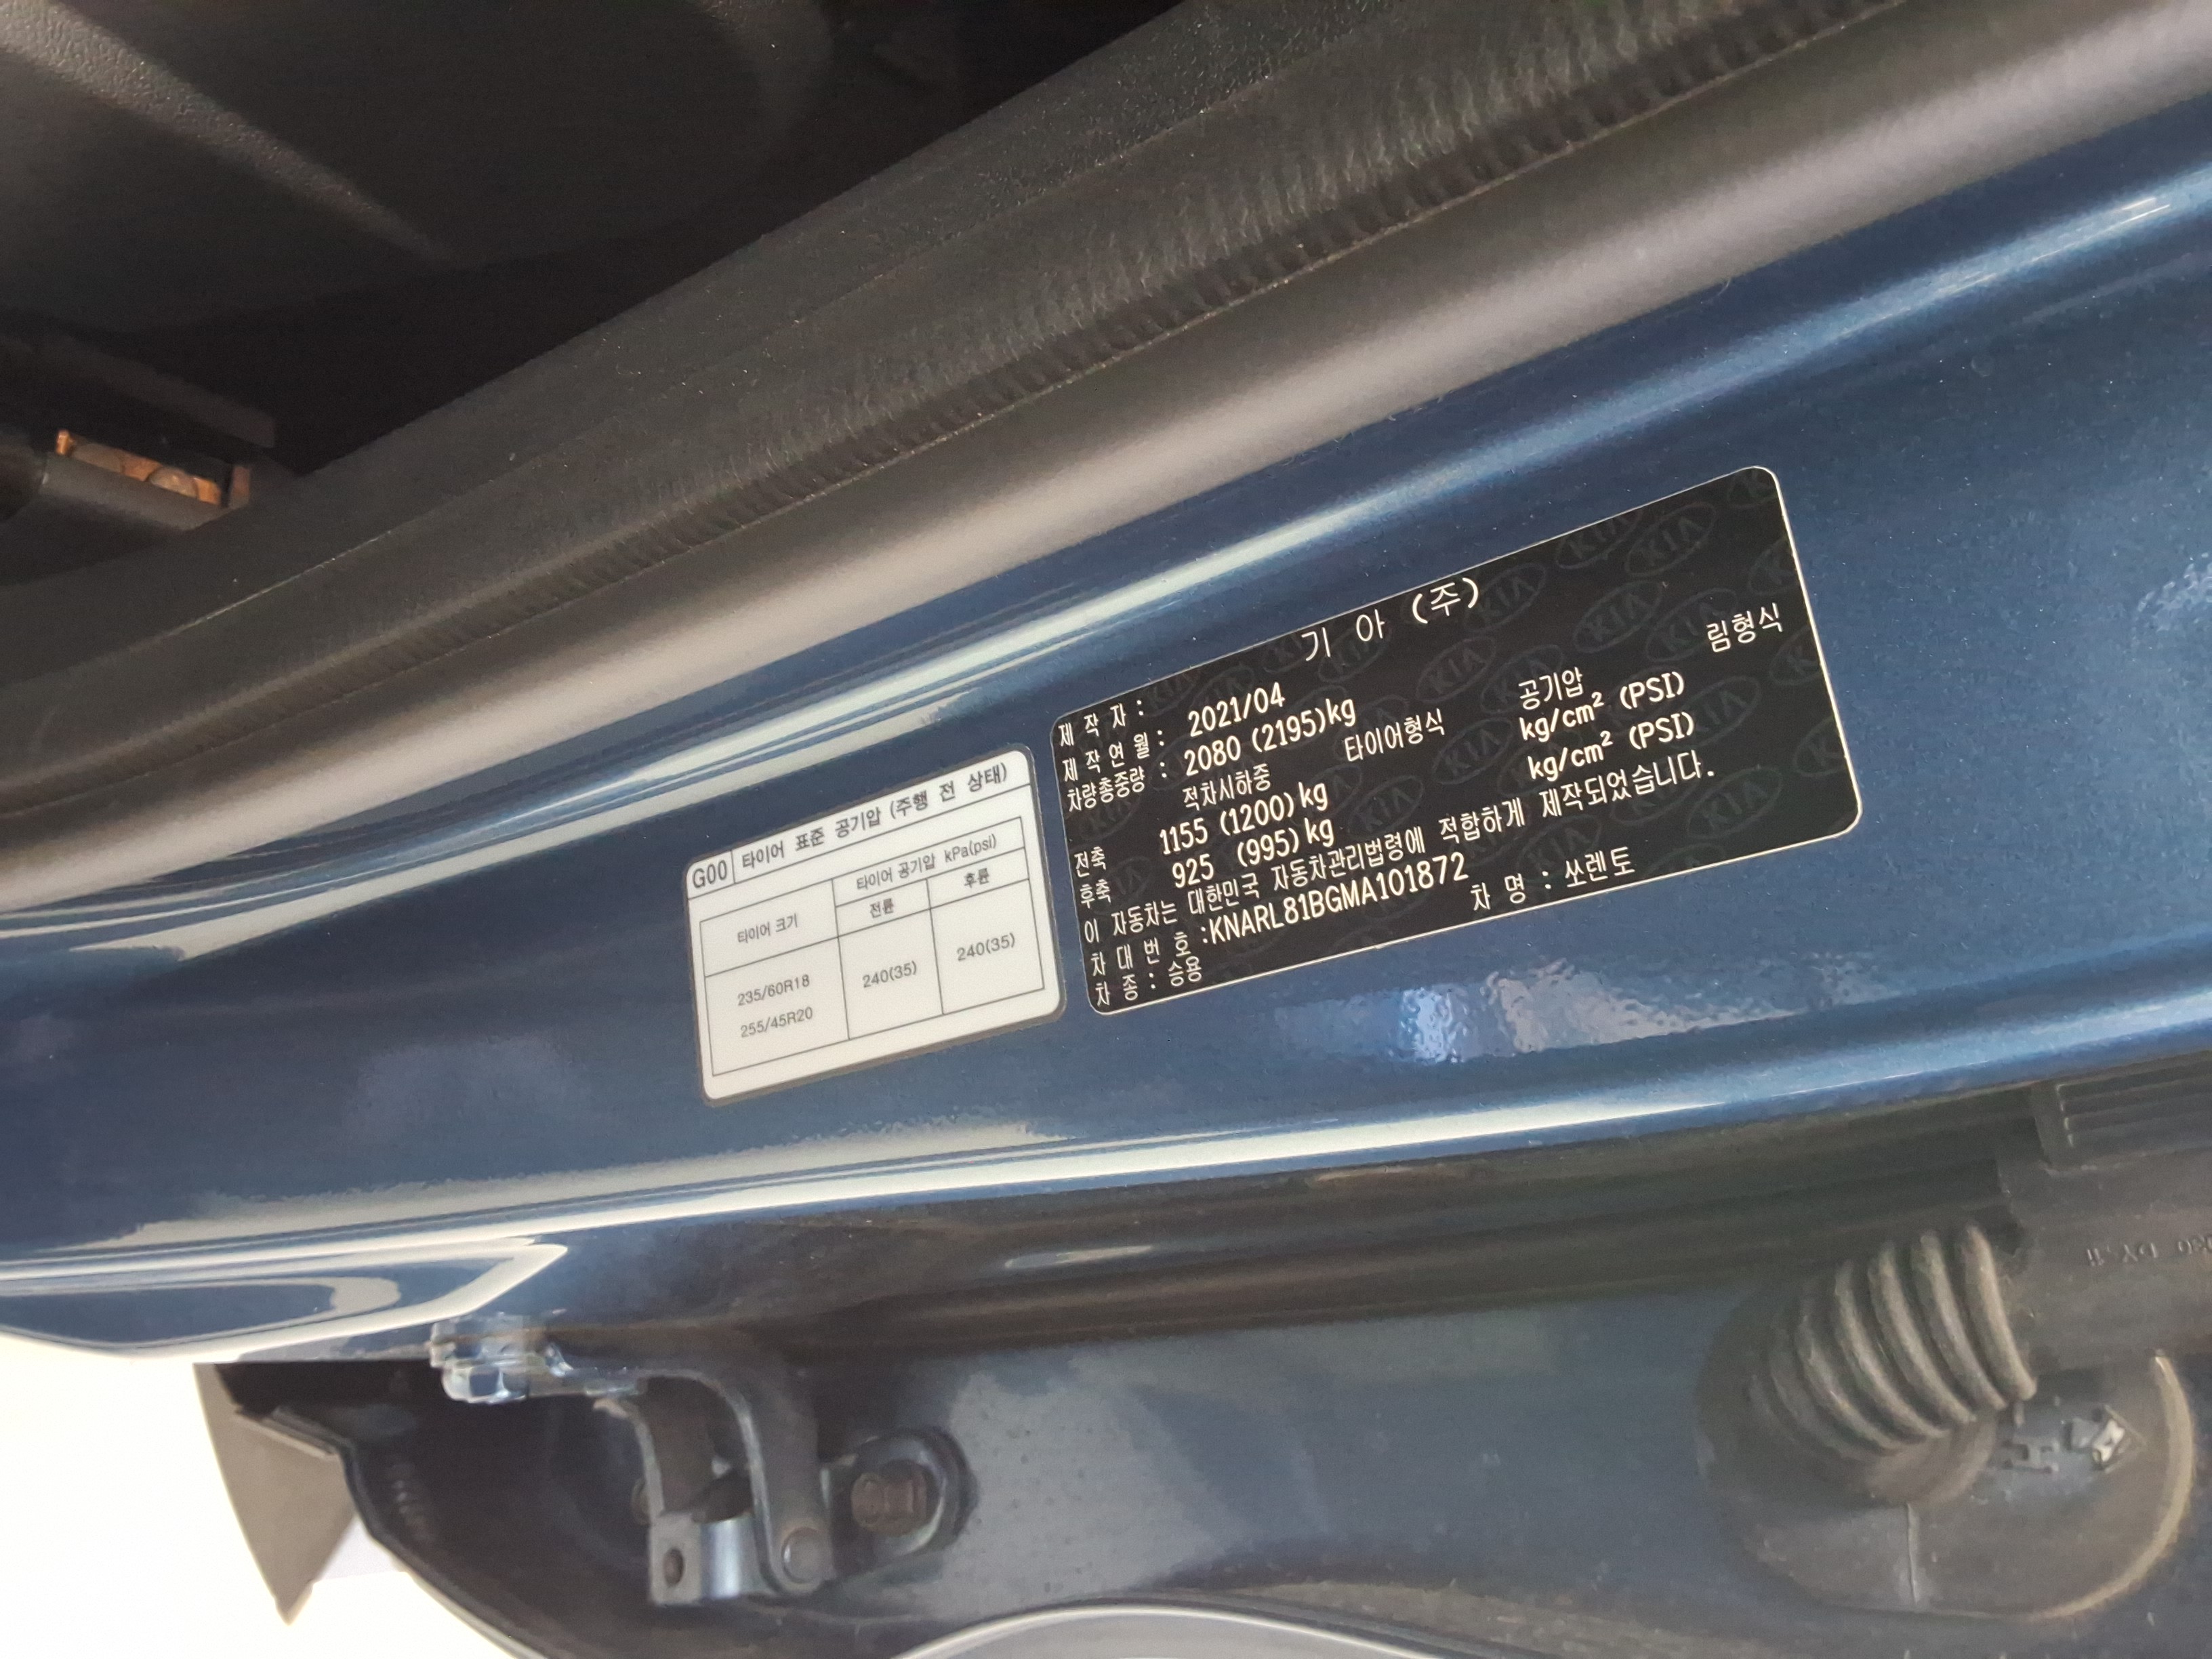 G00 타이어 표준 공기압 (주행 전 상태)
타이어 크기 타이어 공기압 kPa(psi)
전륜 후륜
235/60R18
255/45R20
240(35) 240(35)
제 작 자 : 기 아 (주)
제 작 연 월 : 2021/04
차량총중량 : 2080 (2195)kg
적차시하중 타이어형식 공기압 림형식
전축 1155 (1200)kg kg/cm² (PSI)
후축 925 (995)kg kg/cm² (PSI)
이 자동차는 대한민국 자동차관리법령에 적합하게 제작되었습니다.
차 대 번 호 :KNARL81BGMA101872
차 종 : 승용 차 명 : 쏘렌토
KIA